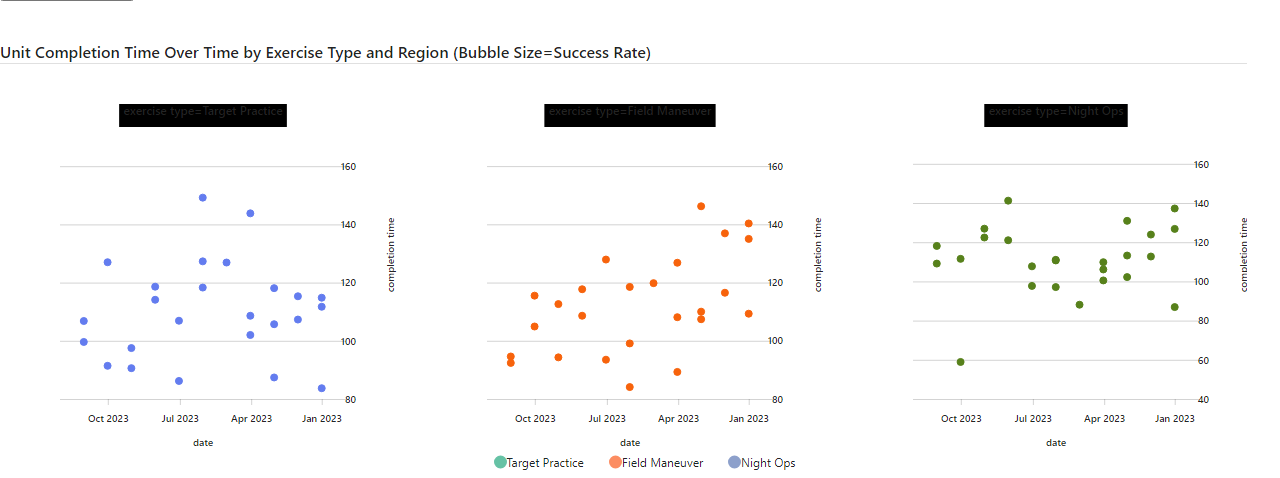 Unit Completion Time Over Time by Exercise Type and Region (Bubble Size=Success Rate)
exercise type=Target Practice
160
140
120
100
80
completion time
Oct 2023 Jul 2023 Apr 2023 Jan 2023
date
exercise type=Field Maneuver
160
140
120
100
80
completion time
Oct 2023 Jul 2023 Apr 2023 Jan 2023
date
exercise type=Night Ops
160
140
120
100
80
60
40
completion time
Oct 2023 Jul 2023 Apr 2023 Jan 2023
date
Target Practice Field Maneuver Night Ops